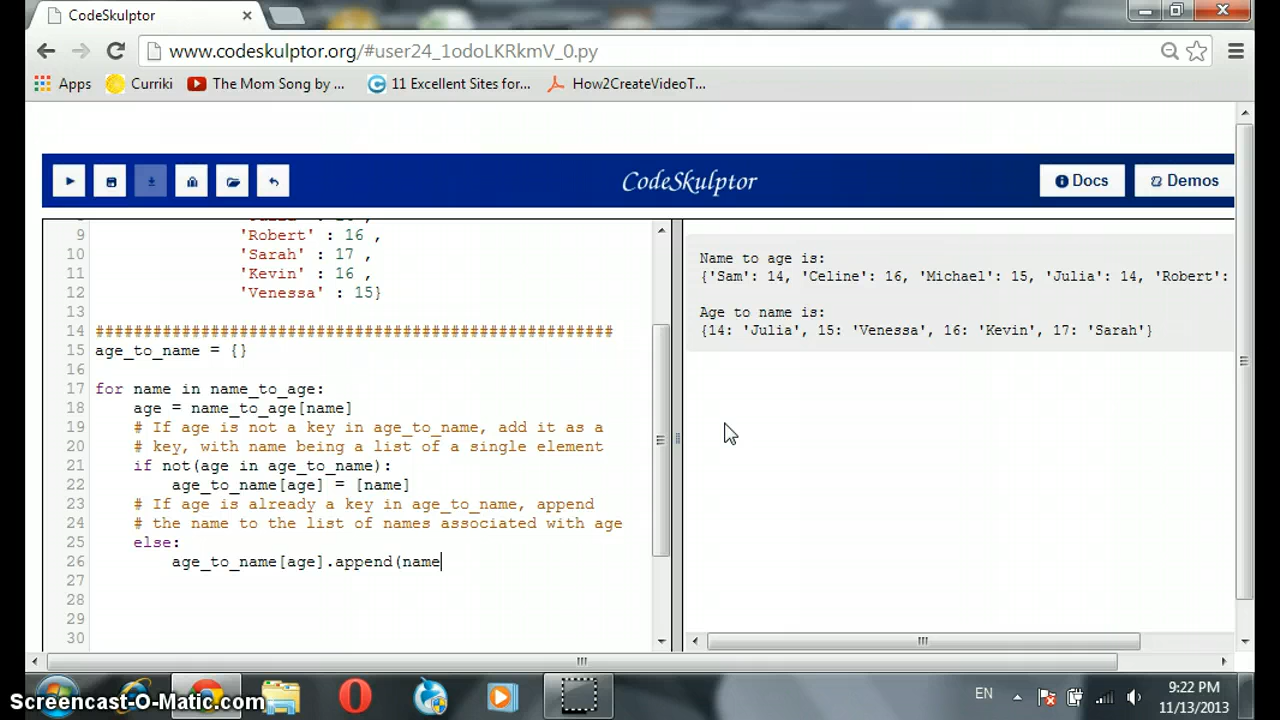 CodeSkulptor
www.codeskulptor.org/#user24_1odoLKRkmV_0.py
Apps Curriki The Mom Song by ... 11 Excellent Sites for... How2CreateVideoT...
CodeSkulptor
Docs
Demos
9 'Robert' : 16 ,
10 'Sarah' : 17 ,
11 'Kevin' : 16 ,
12 'Venessa' : 15}
13
14 ######################################################
15 age_to_name = {}
16
17 for name in name_to_age:
18 age = name_to_age[name]
19 # If age is not a key in age_to_name, add it as a
20 # key, with name being a list of a single element
21 if not(age in age_to_name):
22 age_to_name[age] = [name]
23 # If age is already a key in age_to_name, append
24 # the name to the list of names associated with age
25 else:
26 age_to_name[age].append(name
27
28
29
30
Name to age is:
{'Sam': 14, 'Celine': 16, 'Michael': 15, 'Julia': 14, 'Robert':
Age to name is:
{14: 'Julia', 15: 'Venessa', 16: 'Kevin', 17: 'Sarah'}
Screencast-O-Matic.com
EN
9:22 PM
11/13/2013